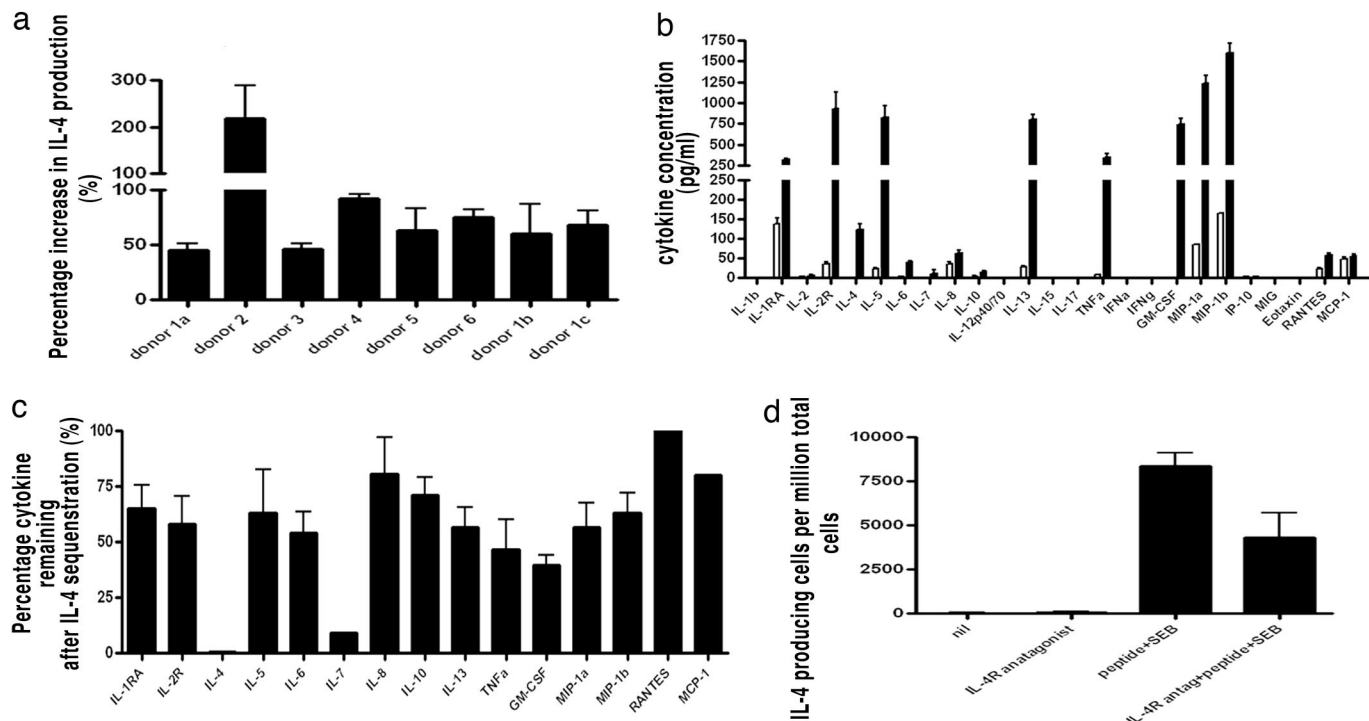 a
Percentage increase in IL-4 production
(%)
300
200
100
100
50
0
donor 1a
donor 2
donor 3
donor 4
donor 5
donor 6
donor 1b
donor 1c
b
cytokine concentration
(pg/ml)
1750
1500
1250
1000
750
500
250
250
200
150
100
50
0
IL-1b
IL-1RA
IL-2
IL-2R
IL-4
IL-5
IL-6
IL-7
IL-8
IL-10
IL-12p40/70
IL-13
IL-15
IL-17
TNFa
IFNa
IFNg
GM-CSF
MIP-1a
MIP-1b
IP-10
MIG
Eotaxin
RANTES
MCP-1
c
Percentage cytokine
remaining
after IL-4 sequenstration (%)
100
75
50
25
0
IL-1RA
IL-2R
IL-4
IL-5
IL-6
IL-7
IL-8
IL-10
IL-13
TNFa
GM-CSF
MIP-1a
MIP-1b
RANTES
MCP-1
d
IL-4 producing cells per million total
cells
10000
7500
5000
2500
0
nil
IL-4R anatagonist
peptide+SEB
IL-4R antag+peptide+SEB